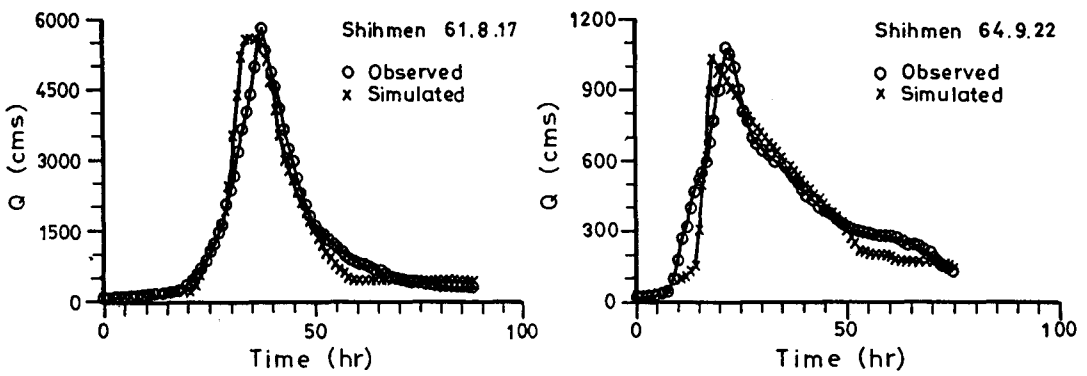 6000
4500
3000
1500
0
Q (cms)
Shihmen 61.8.17
o Observed
x Simulated
0
50
100
Time (hr)
1200
900
600
300
0
Q (cms)
Shihmen 64.9.22
o Observed
x Simulated
0
50
100
Time (hr)